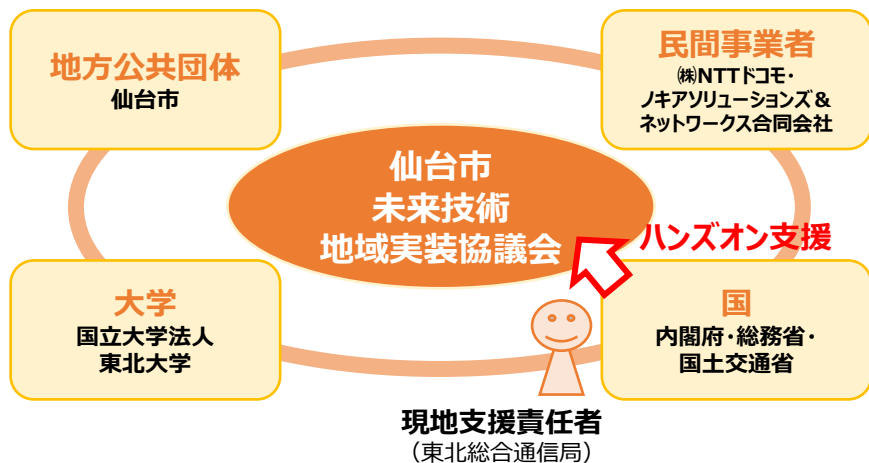 地方公共団体
仙台市
民間事業者
㈱NTTドコモ・
ノキアソリューションズ&
ネットワークス合同会社
仙台市
未来技術
地域実装協議会
ハンズオン支援
大学
国立大学法人
東北大学
国
内閣府・総務省・
国土交通省
現地支援責任者
（東北総合通信局）